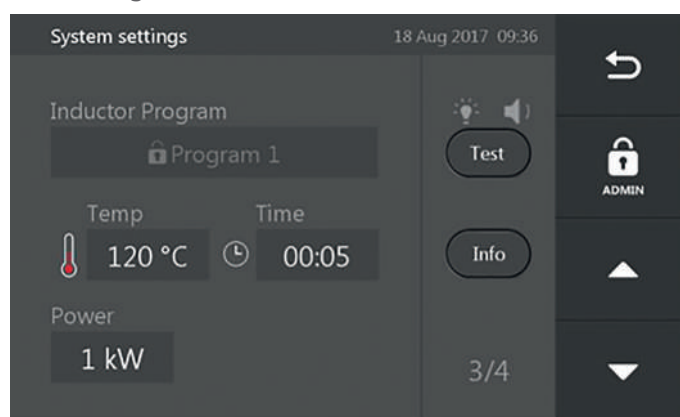 System settings 18 Aug 2017 09:36
Inductor Program
Program 1
Test
ADMIN
Temp Time
120 °C 00:05
Info
Power
1 kW
3/4